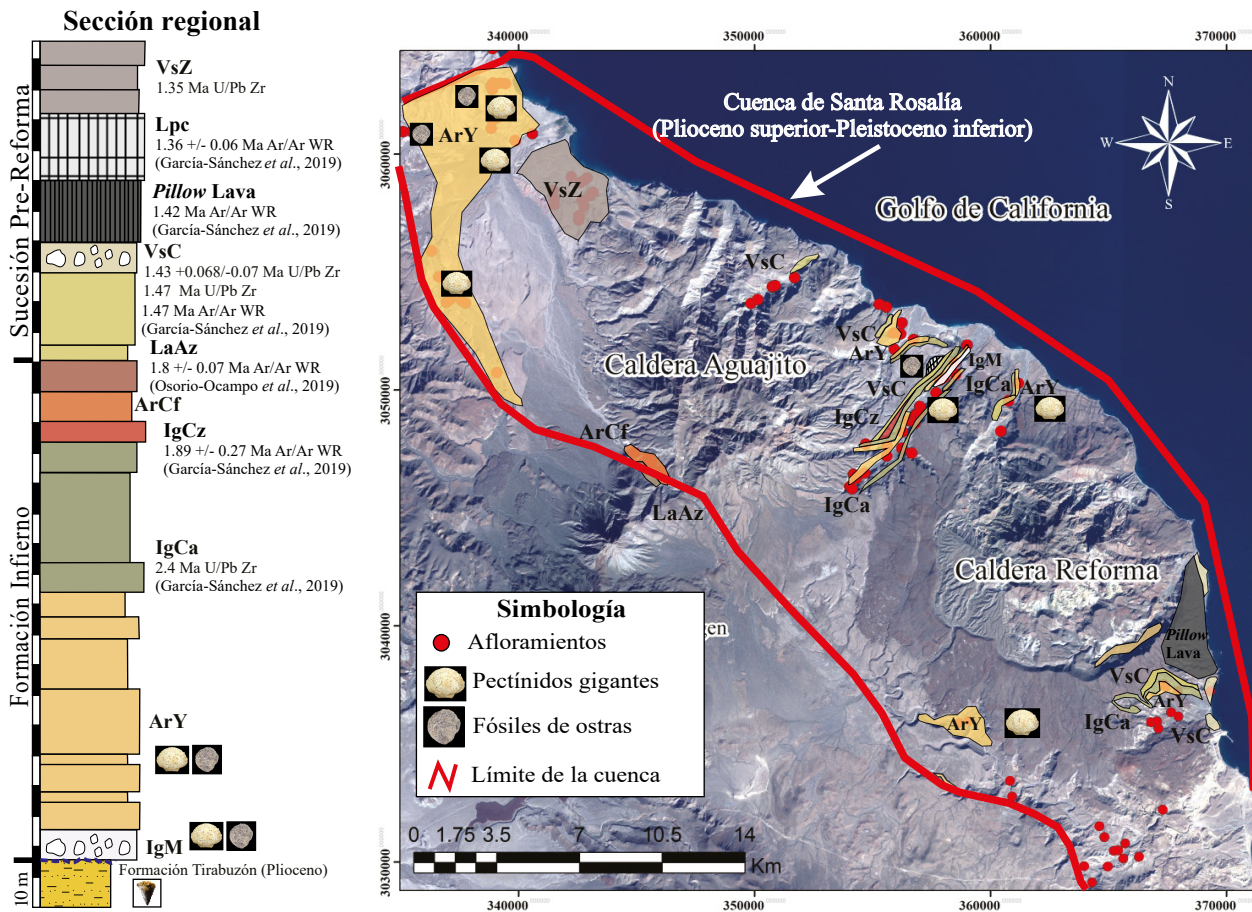 Sección regional
VsZ
1.35 Ma U/Pb Zr
Lpc
1.36 +/- 0.06 Ma Ar/Ar WR
(García-Sánchez et al., 2019)
Pillow Lava
1.42 Ma Ar/Ar WR
(García-Sánchez et al., 2019)
VsC
1.43 +0.068/-0.07 Ma U/Pb Zr
1.47 Ma U/Pb Zr
1.47 Ma Ar/Ar WR
(García-Sánchez et al., 2019)
LaAz
1.8 +/- 0.07 Ma Ar/Ar WR
(Osorio-Ocampo et al., 2019)
ArCf
IgCz
1.89 +/- 0.27 Ma Ar/Ar WR
(García-Sánchez et al., 2019)
IgCa
2.4 Ma U/Pb Zr
(García-Sánchez et al., 2019)
ArY
IgM
Formación Tirabuzón (Plioceno)
Sucesión Pre-Reforma
Formación Infierno
10 m
340000
350000
360000
370000
3060000
3050000
3040000
3030000
340000
350000
360000
370000
Cuenca de Santa Rosalía
(Plioceno superior-Pleistoceno inferior)
N
W
E
S
Golfo de California
ArY
VsZ
VsC
VsC
ArY
IgM
Caldera Aguajito
VsC
IgCa
ArY
IgCz
ArCf
IgCa
LaAz
Caldera Reforma
Pillow
Lava
VsC
ArY
IgCa
VsC
ArY
gen
Simbología
Afloramientos
Pectínidos gigantes
Fósiles de ostras
Límite de la cuenca
0 1.75 3.5 7 10.5 14
Km